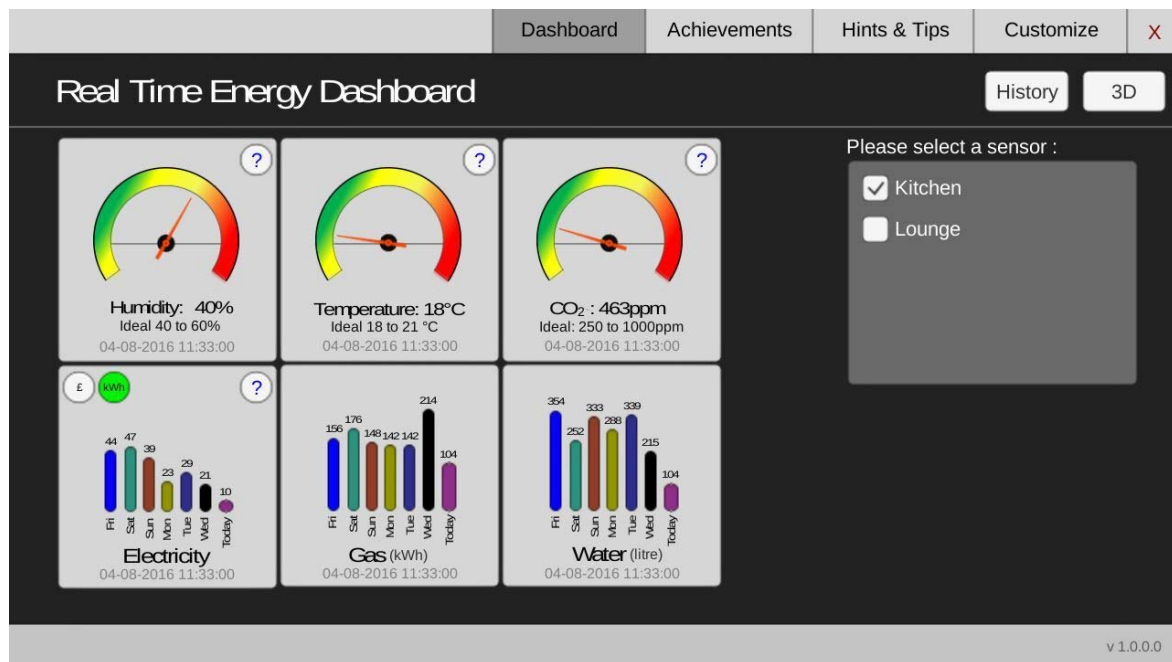 Dashboard
Achievements
Hints & Tips
Customize
X
Real Time Energy Dashboard
History
3D
?
Humidity: 40%
Ideal 40 to 60%
04-08-2016 11:33:00
?
Temperature: 18°C
Ideal 18 to 21 °C
04-08-2016 11:33:00
?
CO₂ : 463ppm
Ideal: 250 to 1000ppm
04-08-2016 11:33:00
Please select a sensor :
Kitchen
Lounge
£
kWh
?
44 47 39 23 29 21 10
Fri Sat Sun Mon Tue Wed Today
Electricity
04-08-2016 11:33:00
156 176 148 142 142 214 104
Fri Sat Sun Mon Tue Wed Today
Gas (kWh)
04-08-2016 11:33:00
354 252 333 288 339 215 104
Fri Sat Sun Mon Tue Wed Today
Water (litre)
04-08-2016 11:33:00
v 1.0.0.0